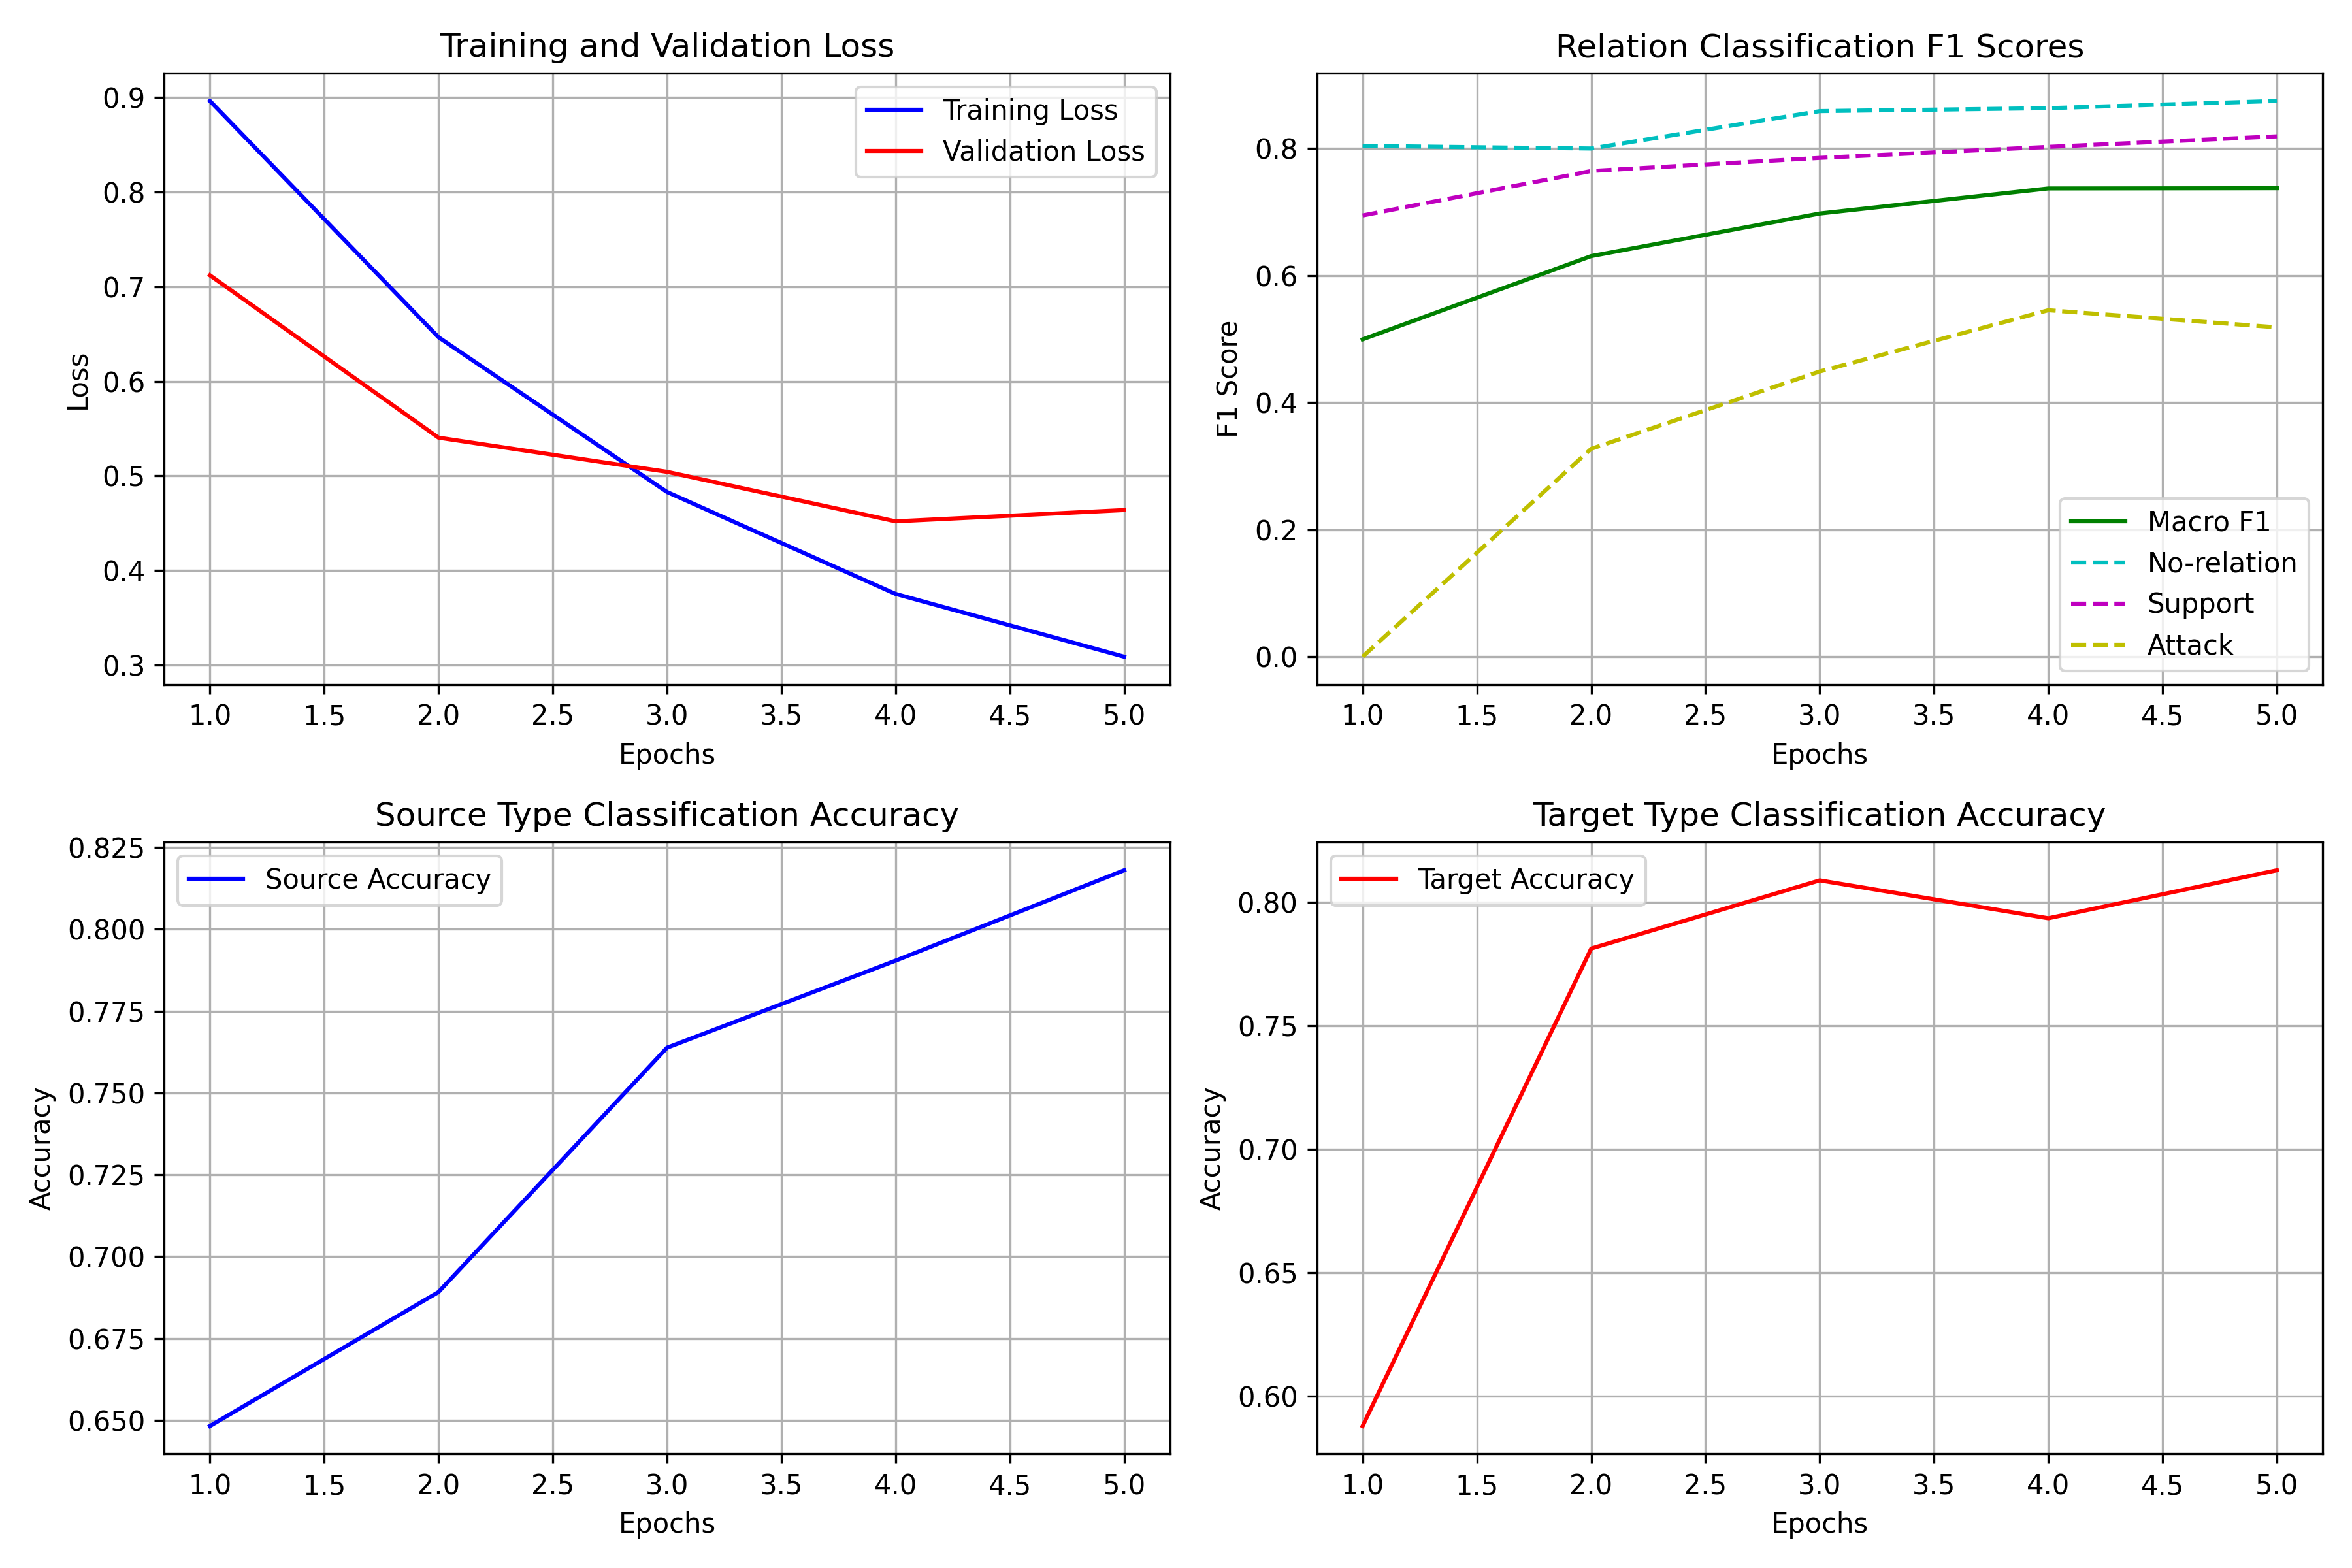 Training and Validation Loss
Training Loss
Validation Loss
0.9
0.8
0.7
0.6
0.5
0.4
0.3
Loss
1.0 1.5 2.0 2.5 3.0 3.5 4.0 4.5 5.0
Epochs
Relation Classification F1 Scores
0.8
0.6
0.4
0.2
0.0
F1 Score
Macro F1
No-relation
Support
Attack
1.0 1.5 2.0 2.5 3.0 3.5 4.0 4.5 5.0
Epochs
Source Type Classification Accuracy
Source Accuracy
0.825
0.800
0.775
0.750
0.725
0.700
0.675
0.650
Accuracy
1.0 1.5 2.0 2.5 3.0 3.5 4.0 4.5 5.0
Epochs
Target Type Classification Accuracy
Target Accuracy
0.80
0.75
0.70
0.65
0.60
Accuracy
1.0 1.5 2.0 2.5 3.0 3.5 4.0 4.5 5.0
Epochs